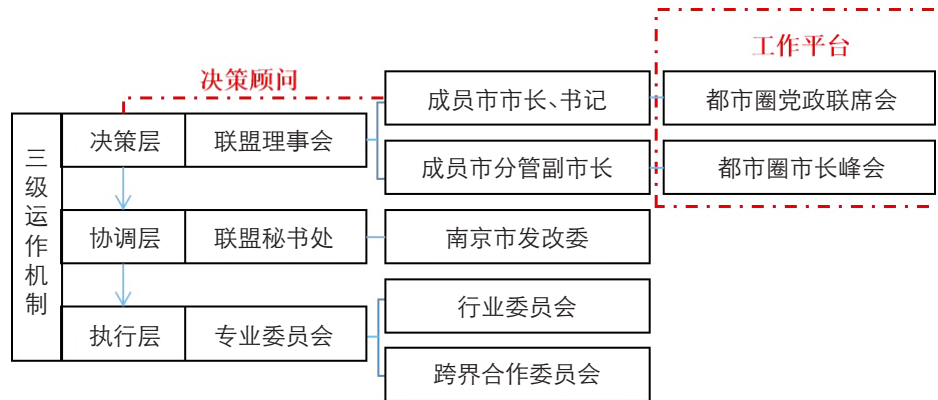 工作平台
决策顾问
成员市市长、书记
都市圈党政联席会
决策层
联盟理事会
成员市分管副市长
都市圈市长峰会
三级运作机制
协调层
联盟秘书处
南京市发改委
行业委员会
执行层
专业委员会
跨界合作委员会